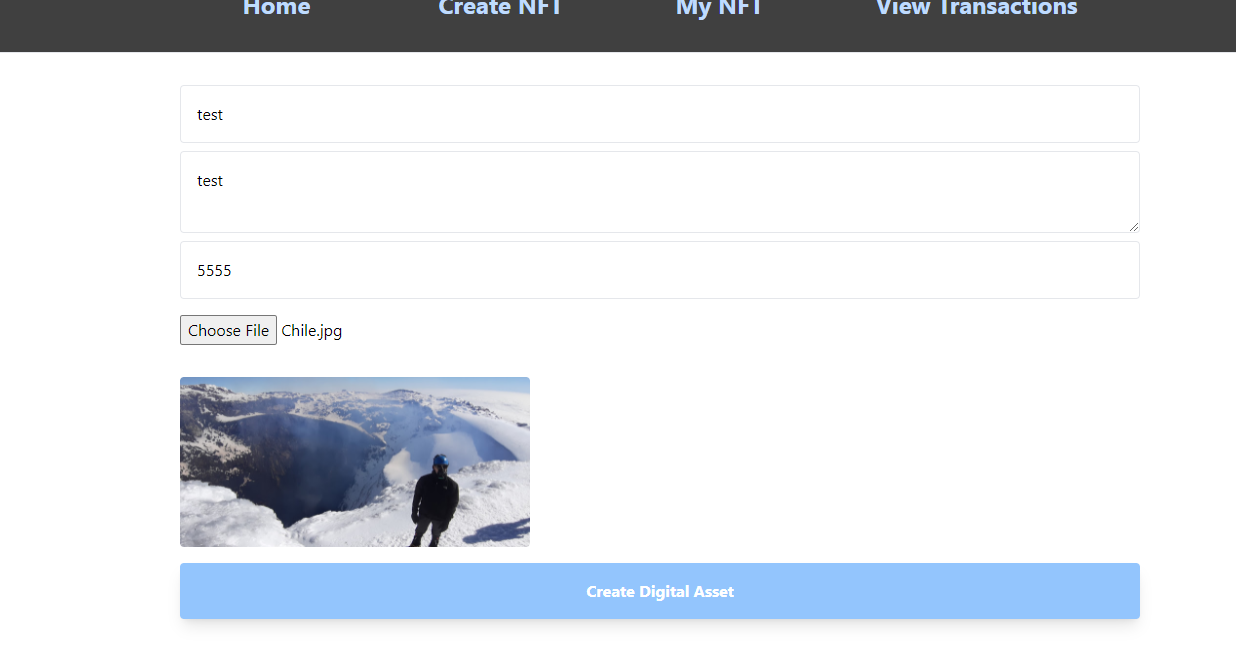 Home Create NFT My NFT View Transactions
test
test
5555
Choose File Chile.jpg
Create Digital Asset